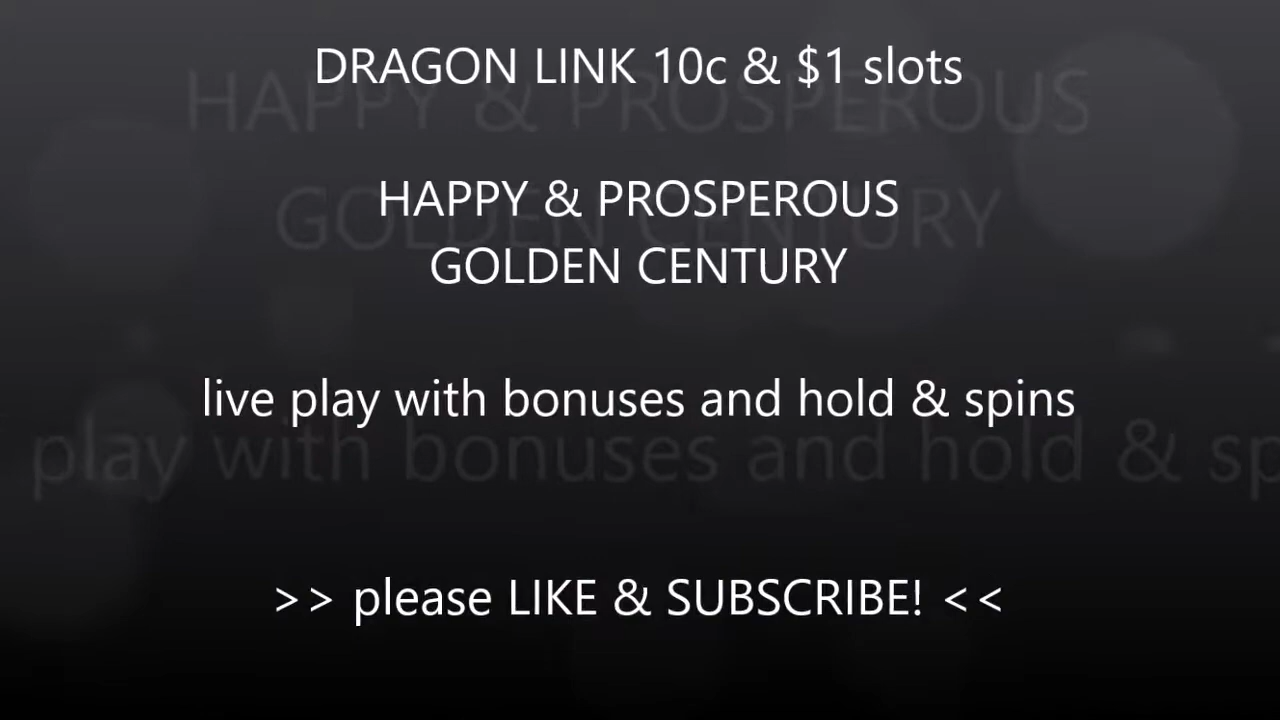 DRAGON LINK 10c & $1 slots
HAPPY & PROSPEROUS
GOLDEN CENTURY
live play with bonuses and hold & spins
>> please LIKE & SUBSCRIBE! <<